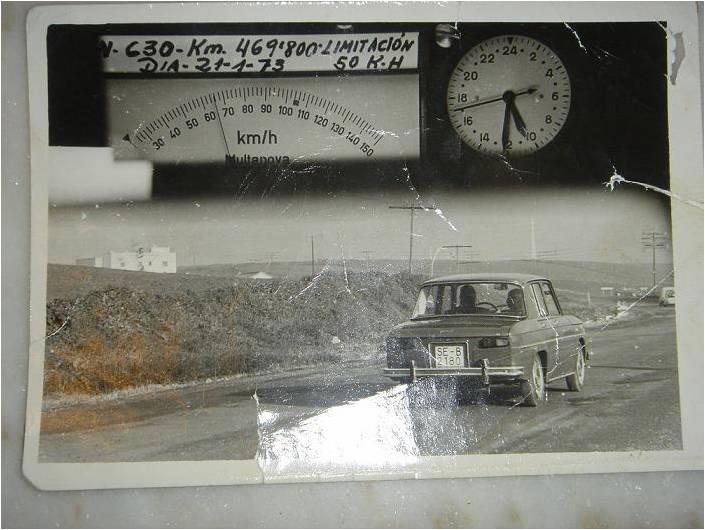 N-630-Km. 469'800-LIMITACIÓN
DIA-21-1-73 50 K.H
30 40 50 60 70 80 90 100 110 120 130 140 150
km/h
Multanova
24
22 2
20 4
18 6
16 8
14 10
12
SE-B
2180